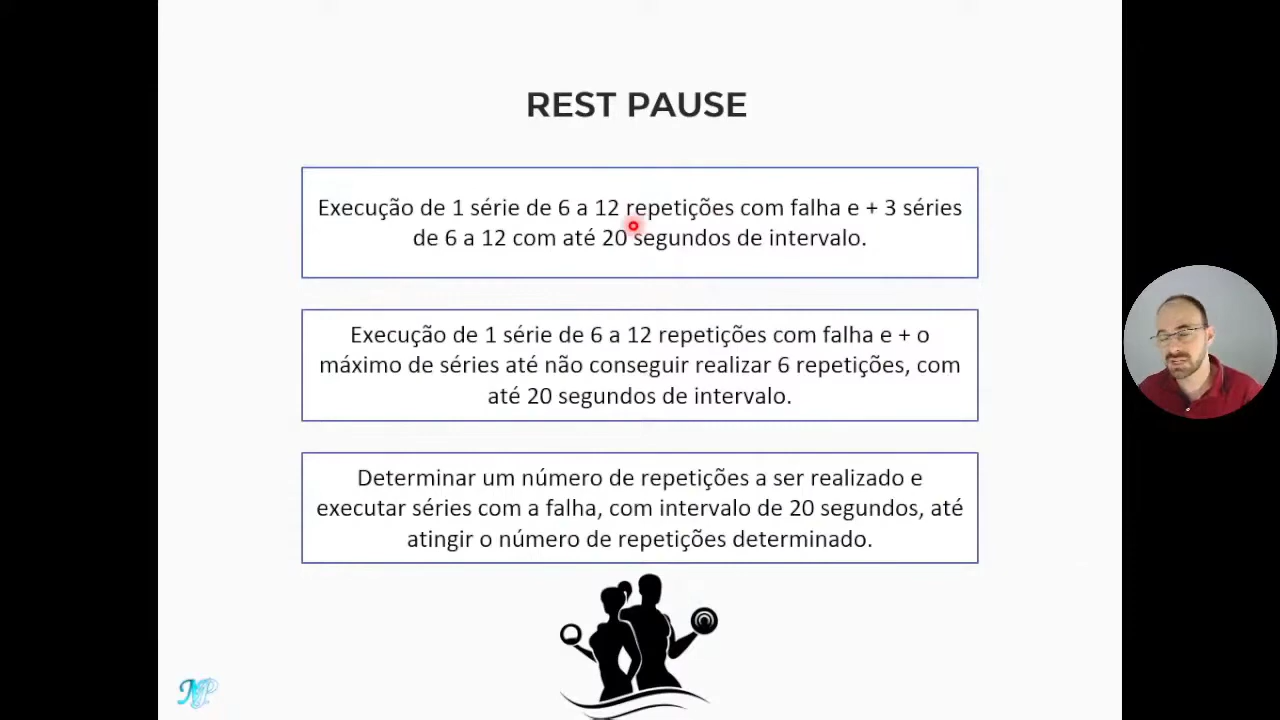 REST PAUSE
Execução de 1 série de 6 a 12 repetições com falha e + 3 séries
de 6 a 12 com até 20 segundos de intervalo.
Execução de 1 série de 6 a 12 repetições com falha e + o
máximo de séries até não conseguir realizar 6 repetições, com
até 20 segundos de intervalo.
Determinar um número de repetições a ser realizado e
executar séries com a falha, com intervalo de 20 segundos, até
atingir o número de repetições determinado.